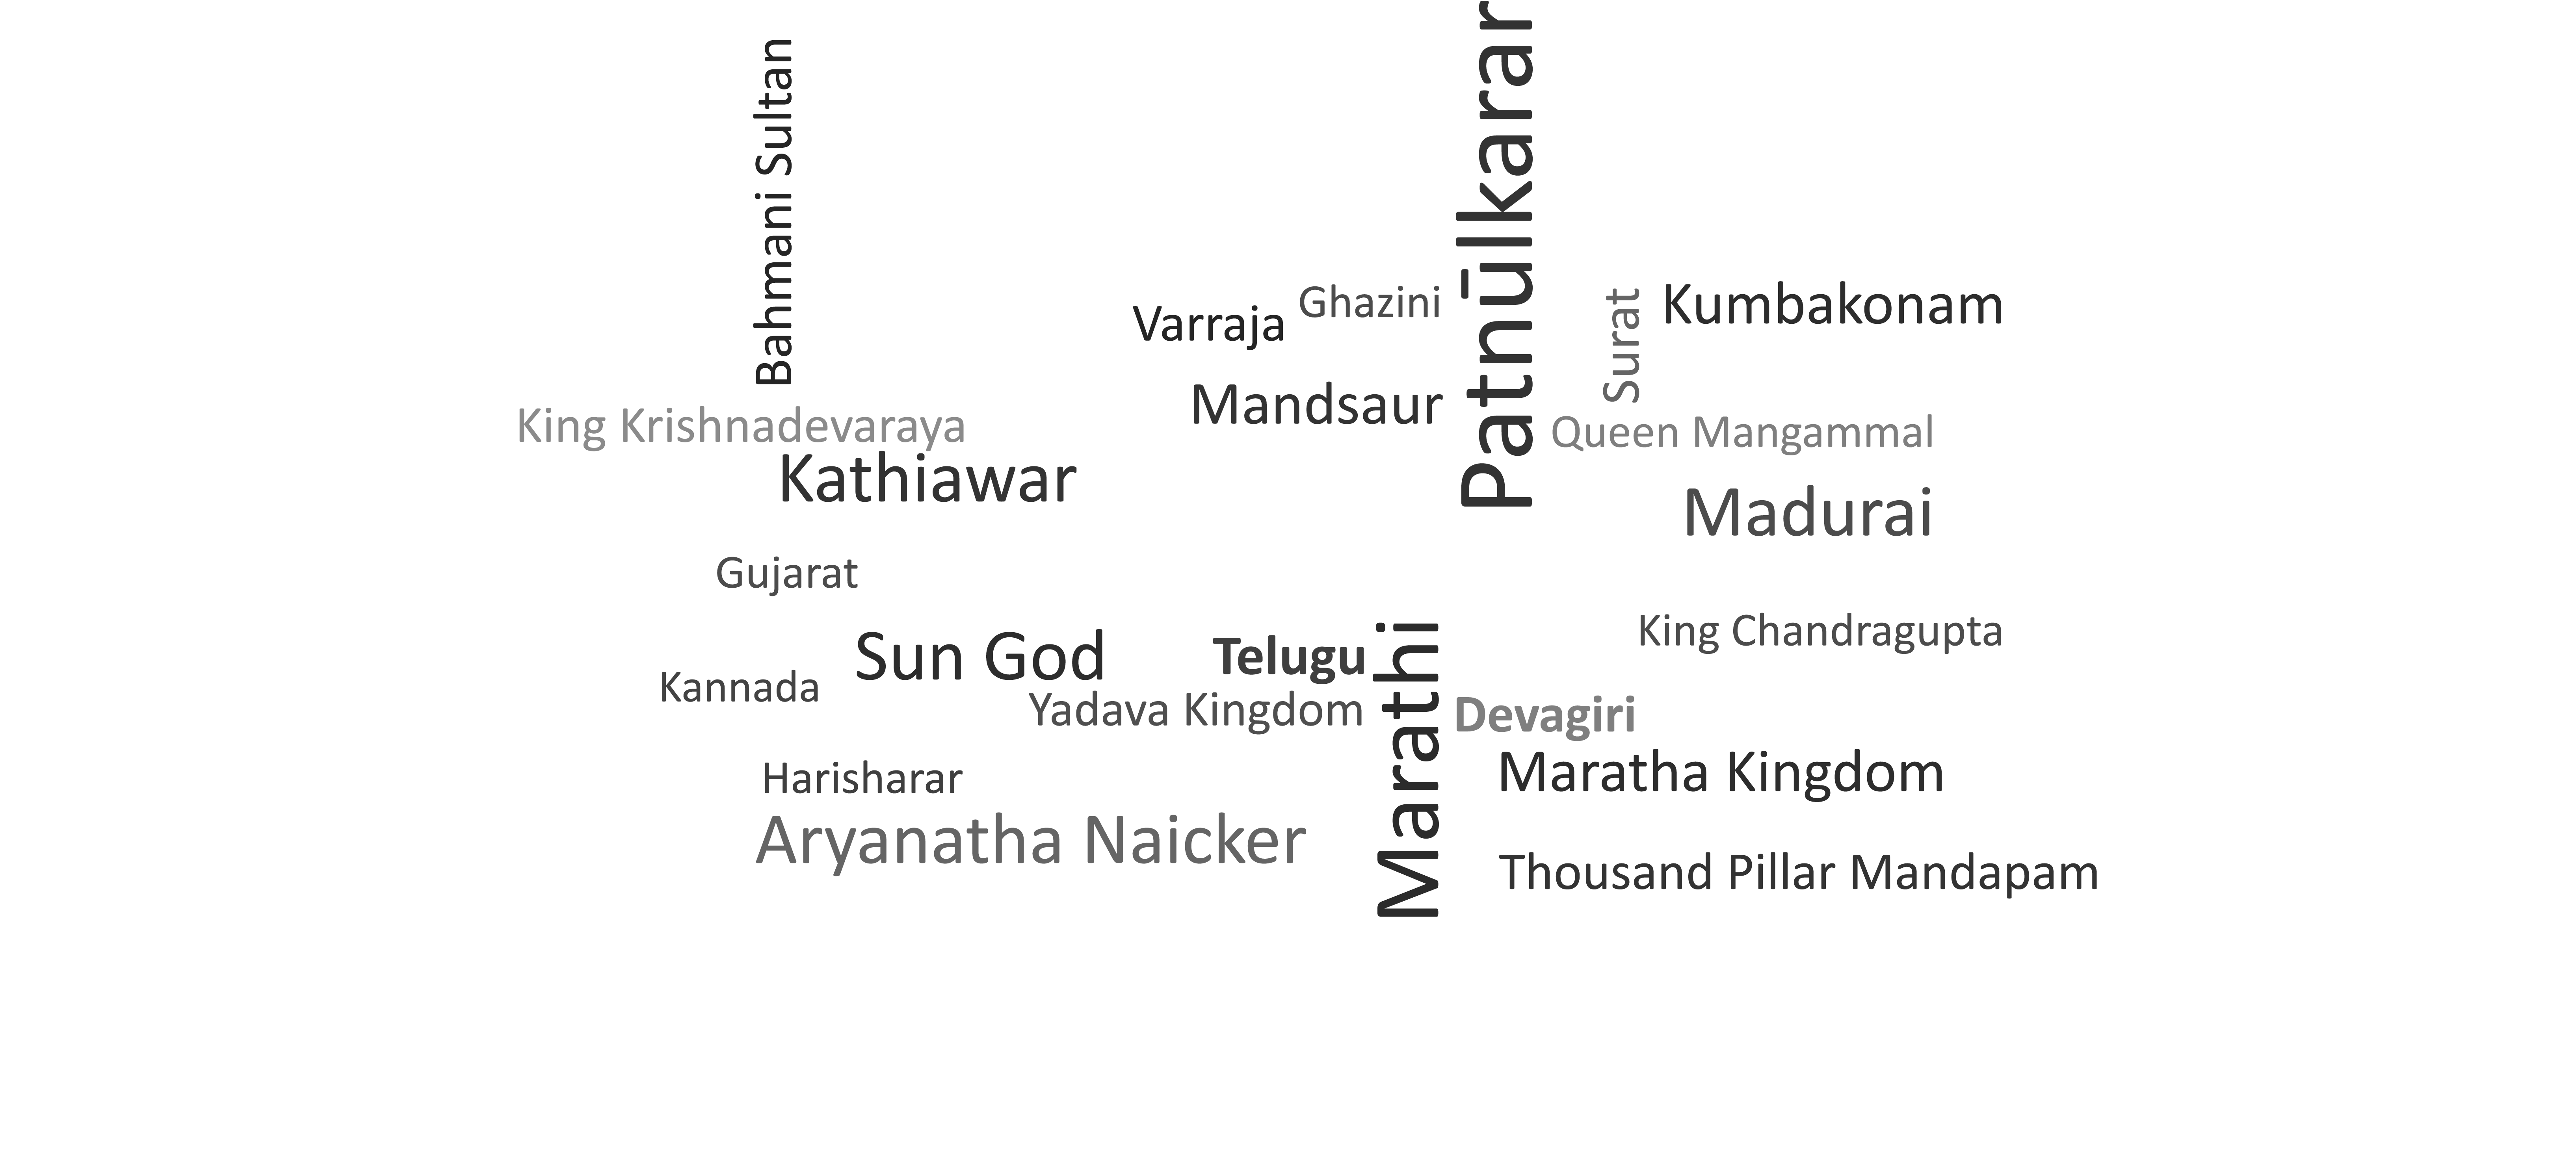 Bahmani Sultan
Patnūlkarar
Varraja
Ghazini
Surat
Kumbakonam
King Krishnadevaraya
Mandsaur
Queen Mangammal
Kathiawar
Madurai
Gujarat
Sun God
Telugu
Marathi
King Chandragupta
Kannada
Yadava Kingdom
Devagiri
Harisharar
Maratha Kingdom
Aryanatha Naicker
Thousand Pillar Mandapam